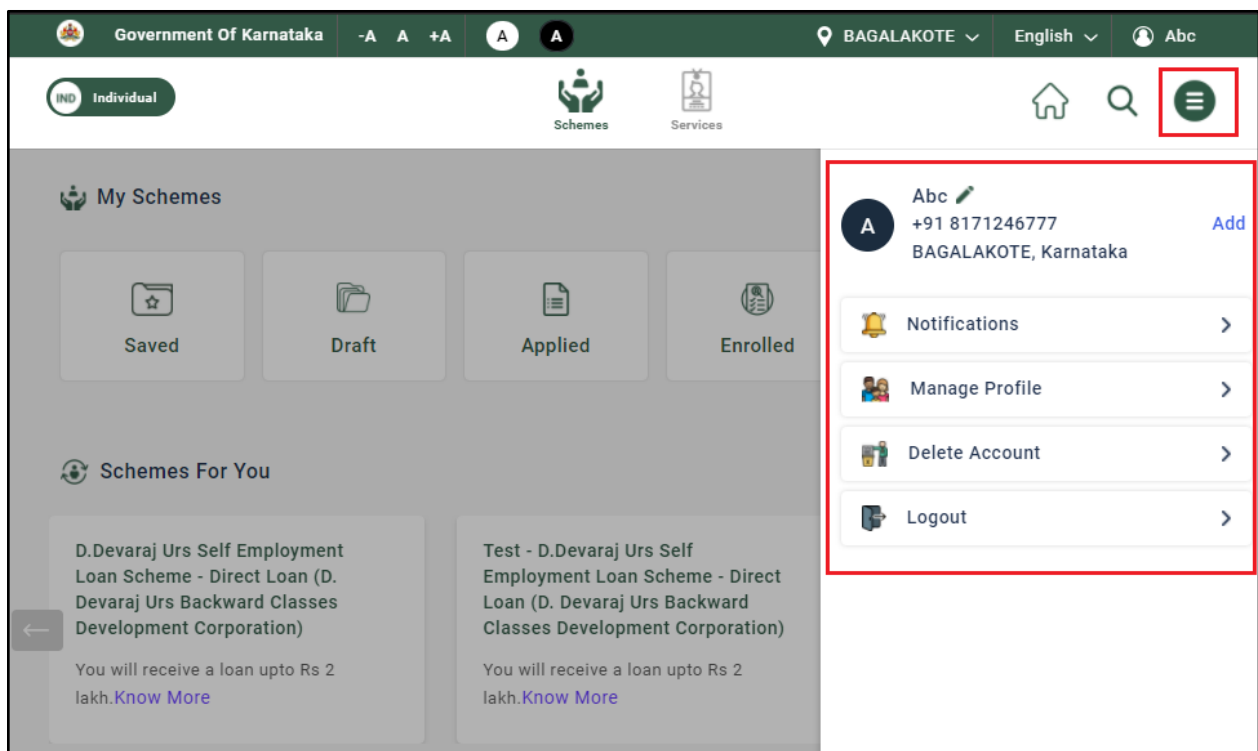 Government Of Karnataka -A A +A A A BAGALAKOTE English Abc
IND Individual
Schemes Services
My Schemes
Saved Draft Applied Enrolled
Schemes For You
D.Devaraj Urs Self Employment
Loan Scheme - Direct Loan (D.
Devaraj Urs Backward Classes
Development Corporation)
You will receive a loan upto Rs 2
lakh.Know More
Test - D.Devaraj Urs Self
Employment Loan Scheme - Direct
Loan (D. Devaraj Urs Backward
Classes Development Corporation)
You will receive a loan upto Rs 2
lakh.Know More
A
Abc
+91 8171246777 Add
BAGALAKOTE, Karnataka
Notifications
Manage Profile
Delete Account
Logout